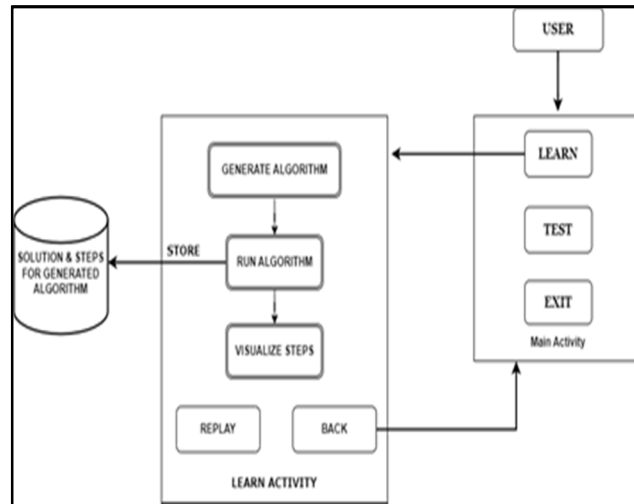 USER
LEARN
TEST
EXIT
Main Activity
GENERATE ALGORITHM
STORE
RUN ALGORITHM
SOLUTION & STEPS
FOR GENERATED
ALGORITHM
VISUALIZE STEPS
REPLAY
BACK
LEARN ACTIVITY